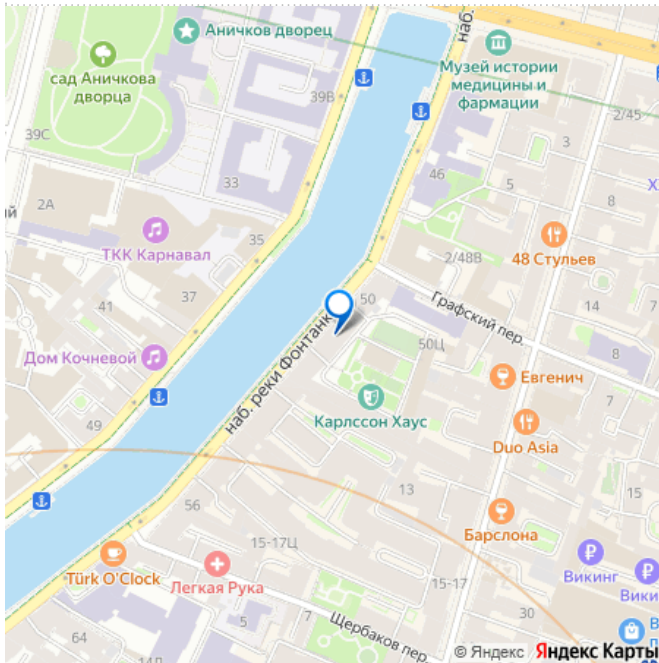 Аничков дворец
наб.
сад Аничкова
дворца
39В
Музей истории
медицины и
фармации
39С
2/45
3
33
46
5
2А
ий
8
Х
ТКК Карнавал
35
2/48В
48 Стульев
37
50
Графский пер.
14
7
41
50Ц
8
Дом Кочневой
наб. реки Фонтанки
Евгенич
7
Карлссон Хаус
49
Duo Asia
13
15
56
Барслона
15-17Ц
Türk O'Clock
Легкая Рука
15-17
Викинг
Вики
Щербаков пер.
30
В
64
14Л
© Яндекс Яндекс Карты